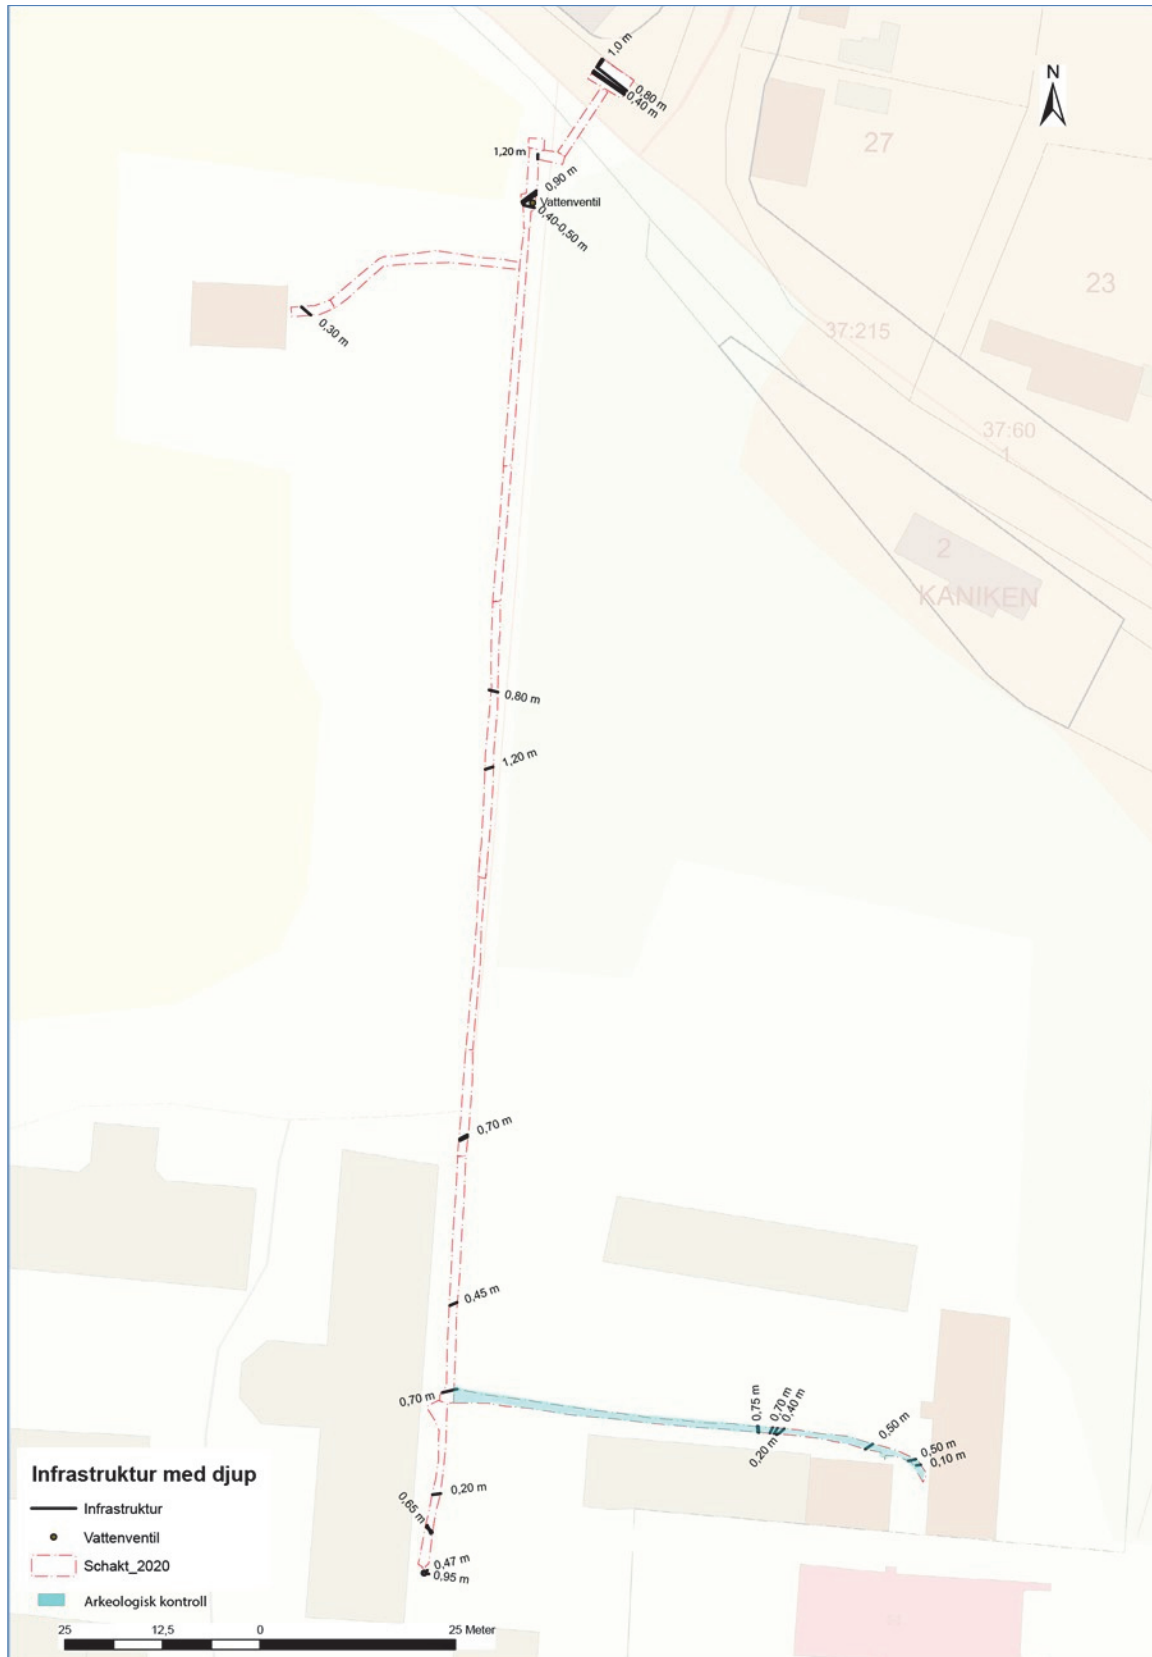 1,0 m
N
0,80 m
0,40 m
27
1,20 m
0,90 m
Vattenventil
0,40-0,50 m
23
0,30 m
37:215
37:60
1
2
KANIKEN
0,80 m
1,20 m
0,70 m
0,45 m
0,70 m
0,75 m
0,70 m
0,40 m
0,20 m
0,50 m
0,50 m
0,10 m
0,20 m
0,65 m
0,47 m
0,95 m
Infrastruktur med djup
Infrastruktur
Vattenventil
Schakt_2020
Arkeologisk kontroll
25 12,5 0 25 Meter